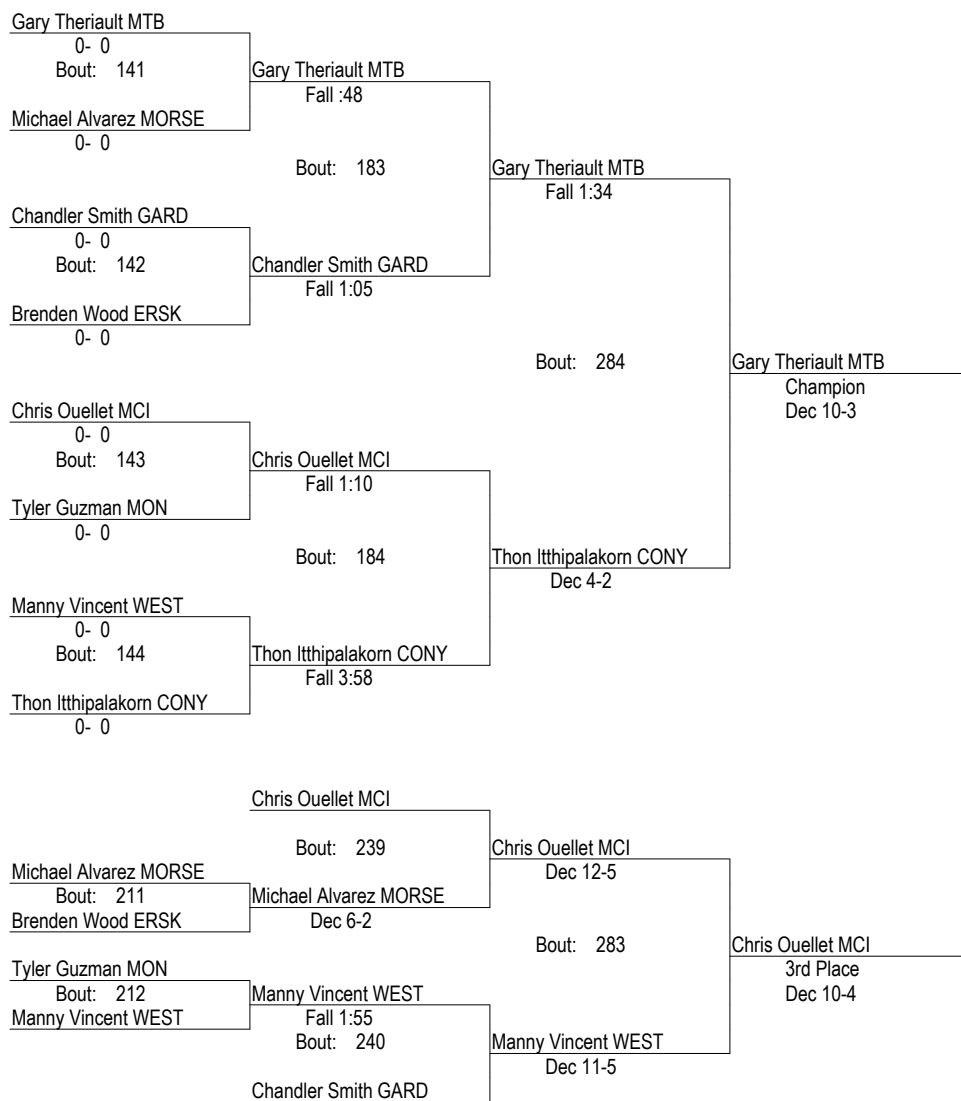 Gary Theriault MTB
0- 0
Bout: 141
Gary Theriault MTB
Fall :48
Michael Alvarez MORSE
0- 0
Bout: 183
Gary Theriault MTB
Fall 1:34
Chandler Smith GARD
0- 0
Bout: 142
Chandler Smith GARD
Fall 1:05
Brenden Wood ERSK
0- 0
Bout: 284
Gary Theriault MTB
Champion
Dec 10-3
Chris Ouellet MCI
0- 0
Bout: 143
Chris Ouellet MCI
Fall 1:10
Tyler Guzman MON
0- 0
Bout: 184
Thon Itthipalakorn CONY
Dec 4-2
Manny Vincent WEST
0- 0
Bout: 144
Thon Itthipalakorn CONY
Fall 3:58
Thon Itthipalakorn CONY
0- 0
Chris Ouellet MCI
Bout: 239
Chris Ouellet MCI
Dec 12-5
Michael Alvarez MORSE
Bout: 211
Michael Alvarez MORSE
Dec 6-2
Brenden Wood ERSK
Bout: 283
Chris Ouellet MCI
3rd Place
Dec 10-4
Tyler Guzman MON
Bout: 212
Manny Vincent WEST
Fall 1:55
Manny Vincent WEST
Bout: 240
Manny Vincent WEST
Dec 11-5
Chandler Smith GARD